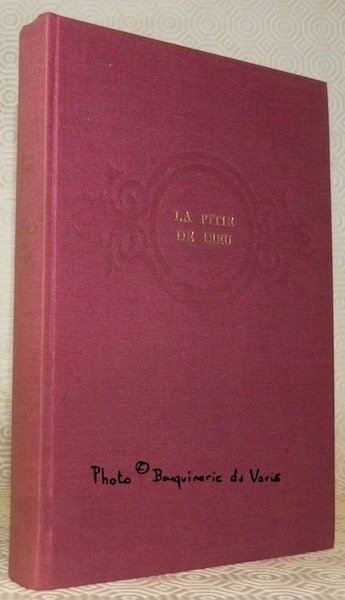 LA PITIE
DE DIEU
Photo © Bouquinerie du Varis